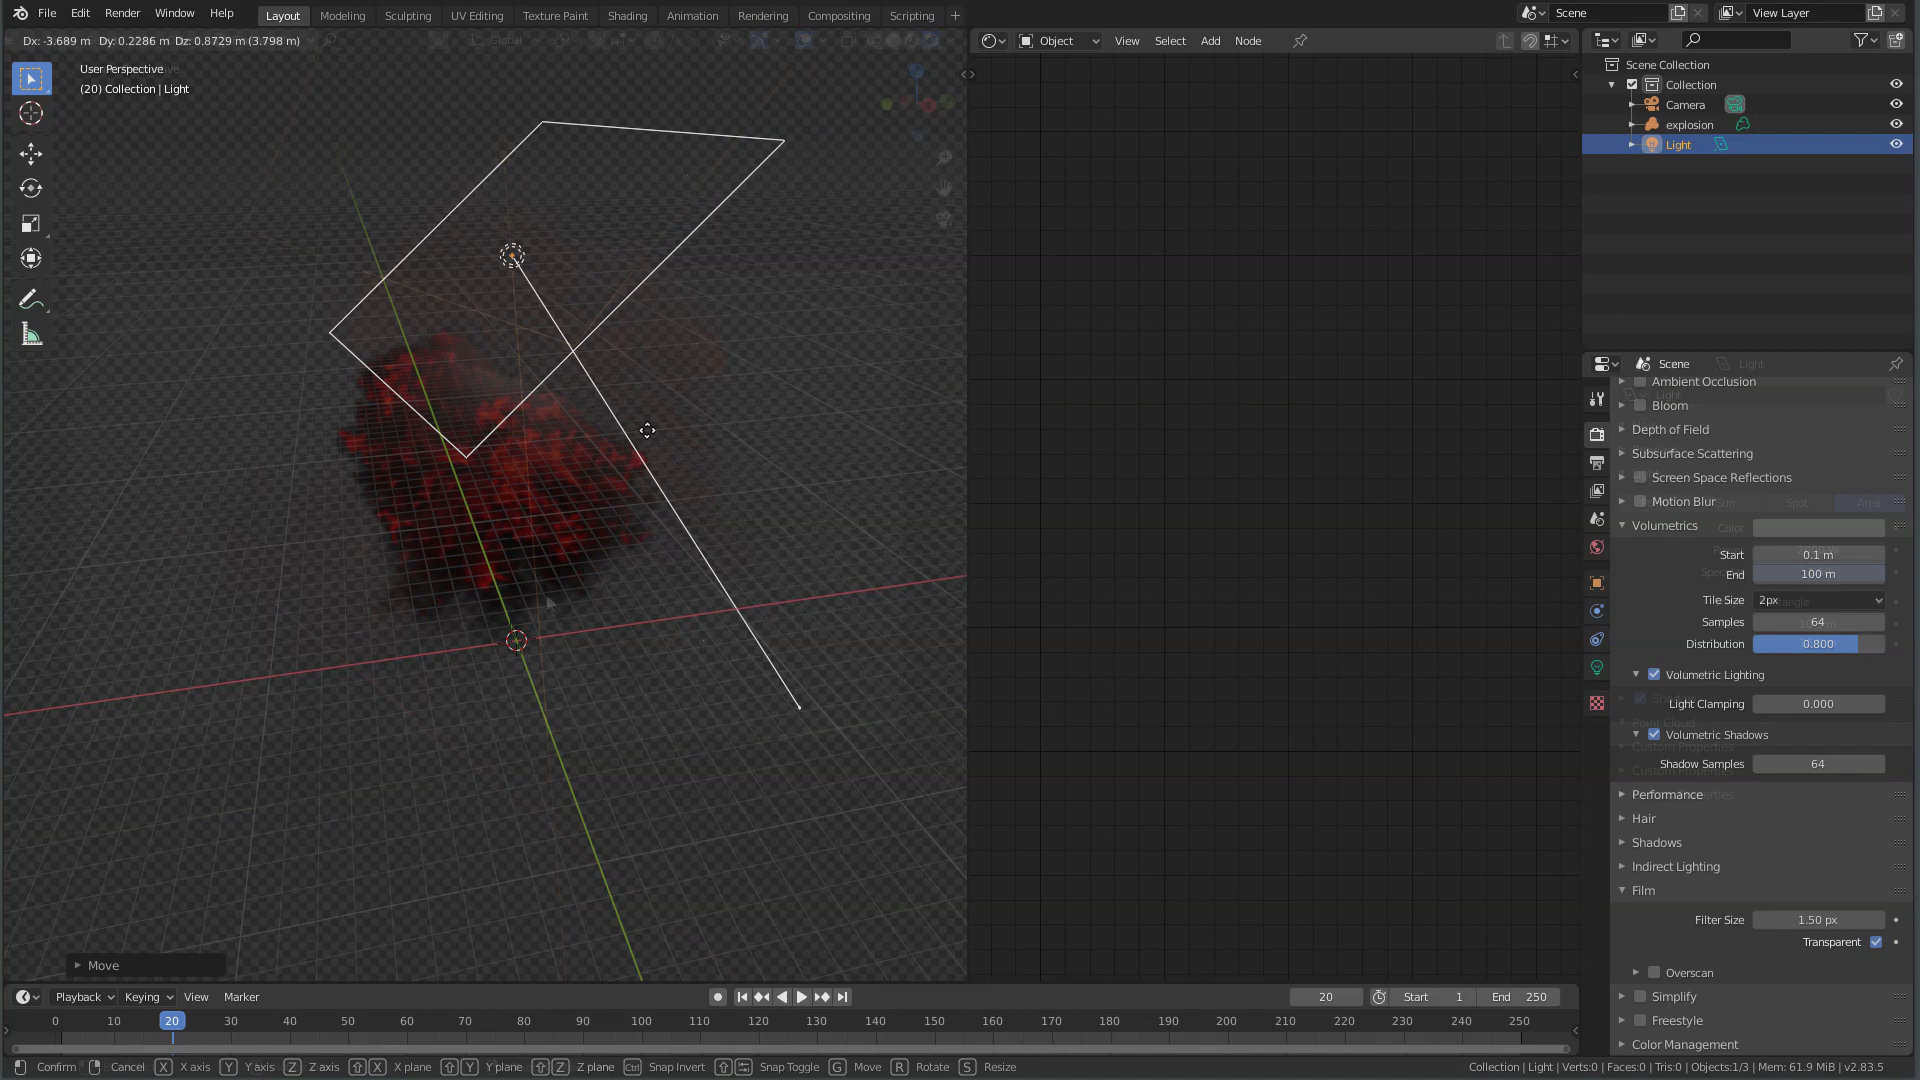 File Edit Render Window Help Layout Modeling Sculpting UV Editing Texture Paint Shading Animation Rendering Compositing Scripting + Scene View Layer
Dx: -3.689 m Dy: 0.2286 m Dz: 0.8729 m (3.798 m) Global Object View Select Add Node
User Perspective
(20) Collection | Light
Scene Collection
Collection
Camera
explosion
Light
Scene Light
Ambient Occlusion
Light
Bloom
Depth of Field
Subsurface Scattering
Screen Space Reflections
Motion Blur Sun Spot Area
Volumetrics Color
Start 0.1 m
End 100 m
Tile Size 2px
Samples 64
Distribution 0.800
Volumetric Lighting
Light Clamping 0.000
Volumetric Shadows
Custom Properties
Shadow Samples 64
Performance
Hair
Shadows
Indirect Lighting
Film
Filter Size 1.50 px
Transparent
Overscan
Simplify
Freestyle
Color Management
Move
Playback Keying View Marker 20 Start 1 End 250
0 10 20 30 40 50 60 70 80 90 100 110 120 130 140 150 160 170 180 190 200 210 220 230 240 250
Confirm Cancel X X axis Y Y axis Z Z axis X X plane Y Y plane Z Z plane Ctrl Snap Invert Snap Toggle G Move R Rotate S Resize Collection | Light | Verts:0 | Faces:0 | Tris:0 | Objects:1/3 | Mem: 61.9 MiB | v2.83.5